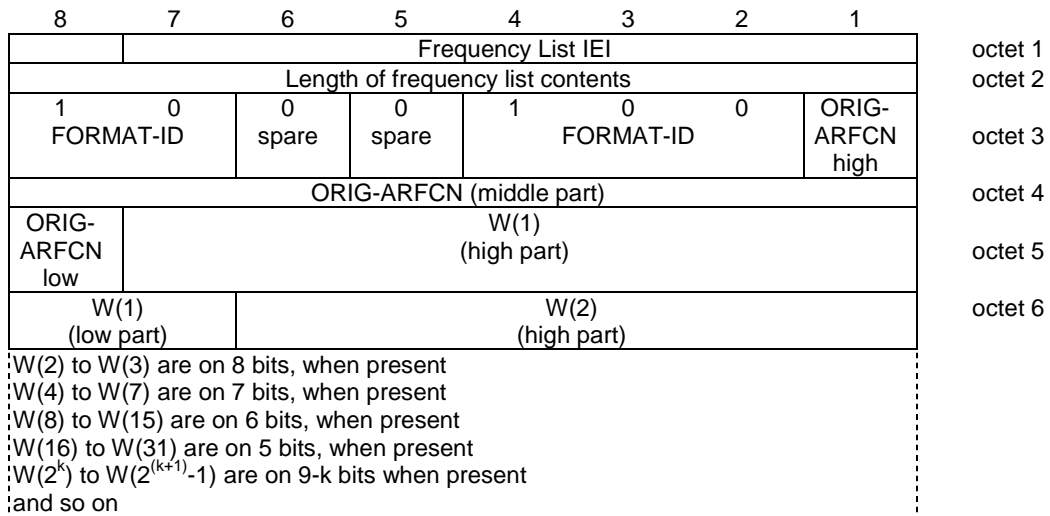 8 7 6 5 4 3 2 1
Frequency List IEI octet 1
Length of frequency list contents octet 2
1 0 0 0 1 0 0 ORIG-
FORMAT-ID spare spare FORMAT-ID ARFCN octet 3
high
ORIG-ARFCN (middle part) octet 4
ORIG- W(1)
ARFCN (high part) octet 5
low
W(1) W(2) octet 6
(low part) (high part)
W(2) to W(3) are on 8 bits, when present
W(4) to W(7) are on 7 bits, when present
W(8) to W(15) are on 6 bits, when present
W(16) to W(31) are on 5 bits, when present
W(2^k) to W(2^(k+1)-1) are on 9-k bits when present
and so on